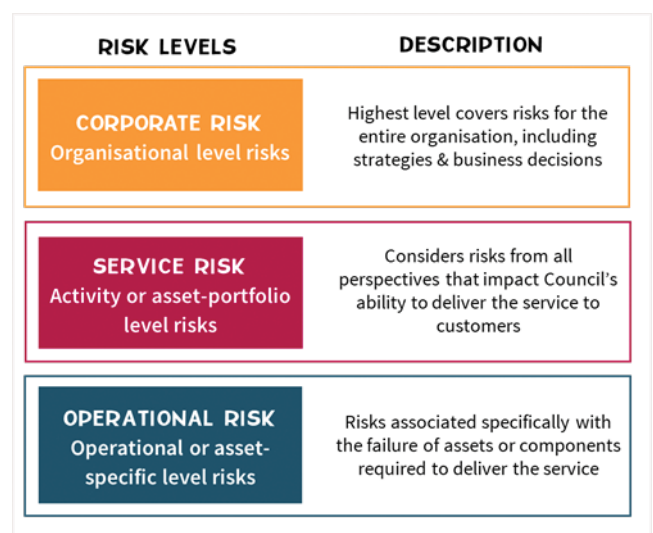 RISK LEVELS
DESCRIPTION
CORPORATE RISK
Organisational level risks
Highest level covers risks for the
entire organisation, including
strategies & business decisions
SERVICE RISK
Activity or asset-portfolio
level risks
Considers risks from all
perspectives that impact Council's
ability to deliver the service to
customers
OPERATIONAL RISK
Operational or asset-
specific level risks
Risks associated specifically with
the failure of assets or components
required to deliver the service